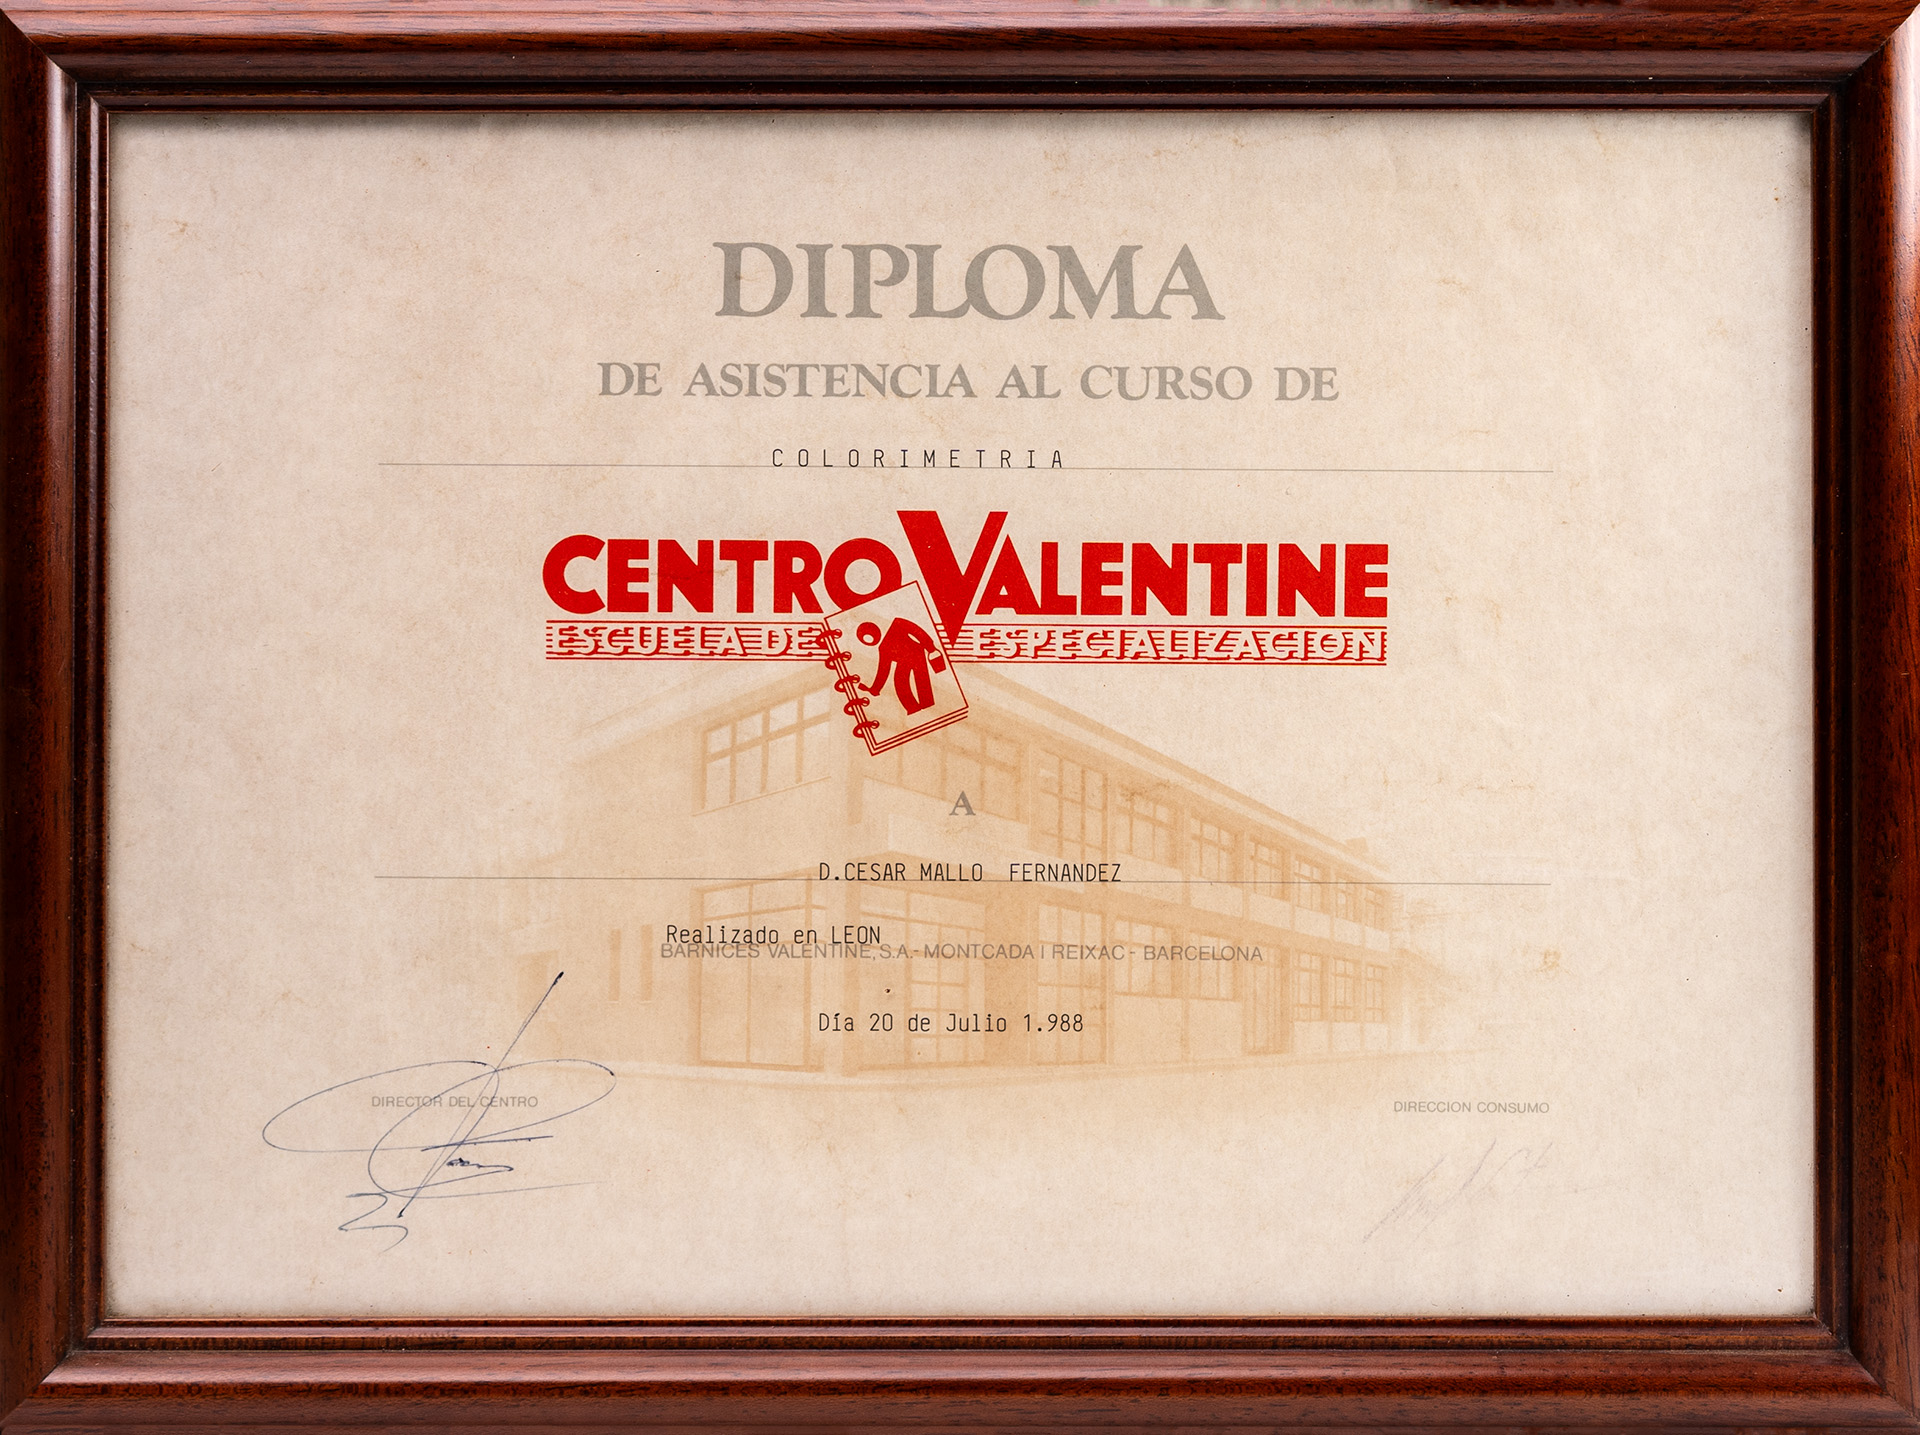 DIPLOMA
DE ASISTENCIA AL CURSO DE
COLORIMETRIA
CENTRO VALENTINE
ESCUELA DE ESPECIALIZACION
A
D.CESAR MALLO FERNANDEZ
Realizado en LEON
BARNICES VALENTINE, S.A.- MONTCADA I REIXAC - BARCELONA
Día 20 de Julio 1.988
DIRECTOR DEL CENTRO
DIRECCION CONSUMO